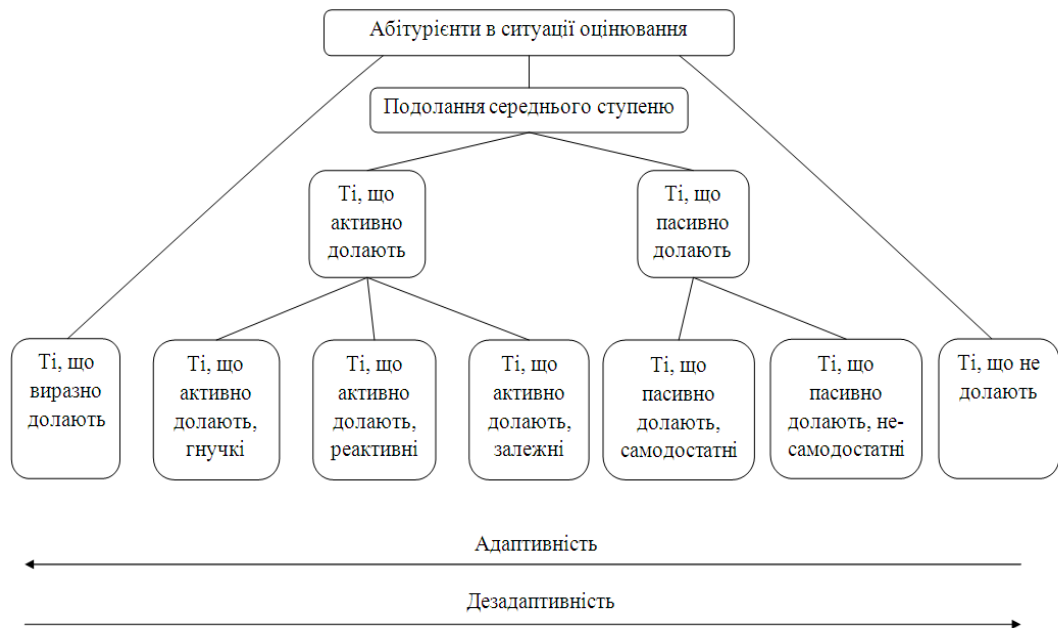 Абітурієнти в ситуації оцінювання
Подолання середнього ступеню
Ті, що
активно
долають
Ті, що
пасивно
долають
Ті, що
виразно
долають
Ті, що
активно
долають,
гнучкі
Ті, що
активно
долають,
реактивні
Ті, що
активно
долають,
залежні
Ті, що
пасивно
долають,
самодостатні
Ті, що
пасивно
долають, не-
самодостатні
Ті, що не
долають
Адаптивність
Дезадаптивність